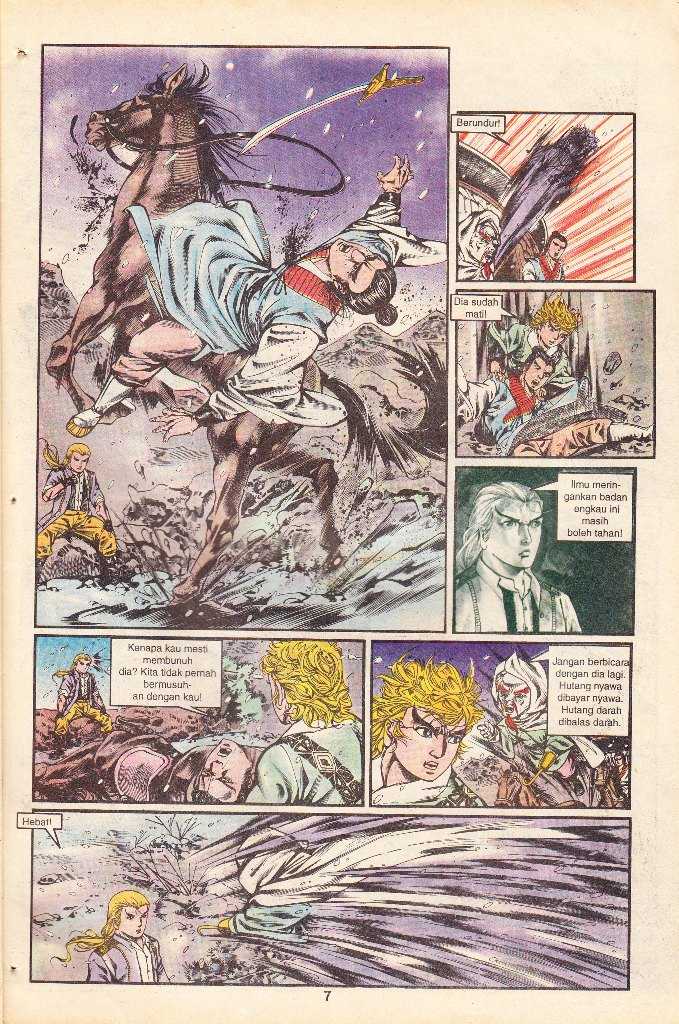 Berundur!
Dia sudah
mati!
Ilmu merin-
gankan badan
engkau ini
masih
boleh tahan!
Kenapa kau mesti
membunuh
dia? Kita tidak pernah
bermusuh-
an dengan kau!
Jangan berbicara
dengan dia lagi.
Hutang nyawa
dibayar nyawa.
Hutang darah
dibalas darah.
Hebat!
7